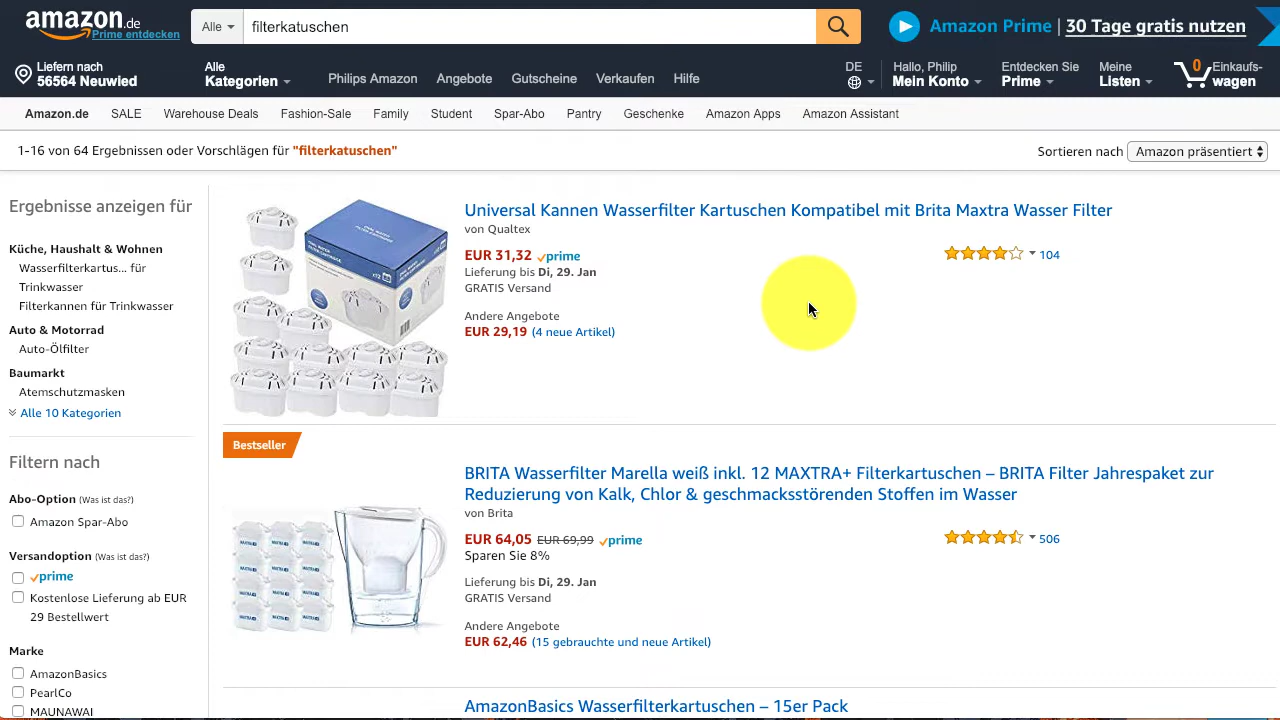 amazon.de
Prime entdecken
Alle
filterkatuschen
Amazon Prime | 30 Tage gratis nutzen
Liefern nach
56564 Neuwied
Alle
Kategorien
Philips Amazon
Angebote
Gutscheine
Verkaufen
Hilfe
DE
Hallo, Philip
Mein Konto
Entdecken Sie
Prime
Meine
Listen
0
Einkaufs-
wagen
Amazon.de
SALE
Warehouse Deals
Fashion-Sale
Family
Student
Spar-Abo
Pantry
Geschenke
Amazon Apps
Amazon Assistant
1-16 von 64 Ergebnissen oder Vorschlägen für "filterkatuschen"
Sortieren nach
Amazon präsentiert
Ergebnisse anzeigen für
Küche, Haushalt & Wohnen
Wasserfilterkartus... für
Trinkwasser
Filterkannen für Trinkwasser
Auto & Motorrad
Auto-Ölfilter
Baumarkt
Atemschutzmasken
Alle 10 Kategorien
Filtern nach
Abo-Option (Was ist das?)
Amazon Spar-Abo
Versandoption (Was ist das?)
prime
Kostenlose Lieferung ab EUR
29 Bestellwert
Marke
AmazonBasics
PearlCo
MAUNAWAI
Universal Kannen Wasserfilter Kartuschen Kompatibel mit Brita Maxtra Wasser Filter
von Qualtex
EUR 31,32 prime
Lieferung bis Di, 29. Jan
GRATIS Versand
Andere Angebote
EUR 29,19 (4 neue Artikel)
104
Bestseller
BRITA Wasserfilter Marella weiß inkl. 12 MAXTRA+ Filterkartuschen – BRITA Filter Jahrespaket zur
Reduzierung von Kalk, Chlor & geschmacksstörenden Stoffen im Wasser
von Brita
EUR 64,05 EUR 69,99 prime
Sparen Sie 8%
Lieferung bis Di, 29. Jan
GRATIS Versand
Andere Angebote
EUR 62,46 (15 gebrauchte und neue Artikel)
506
AmazonBasics Wasserfilterkartuschen – 15er Pack